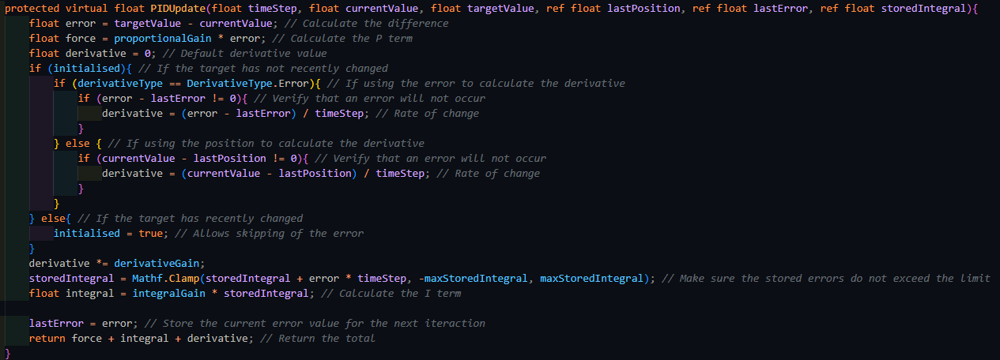 protected virtual float PIDUpdate(float timeStep, float currentValue, float targetValue, ref float lastPosition, ref float lastError, ref float storedIntegral){
    float error = targetValue - currentValue; // Calculate the difference
    float force = proportionalGain * error; // Calculate the P term
    float derivative = 0; // Default derivative value
    if (initialised){ // If the target has not recently changed
        if (derivativeType == DerivativeType.Error){ // If using the error to calculate the derivative
            if (error - lastError != 0){ // Verify that an error will not occur
                derivative = (error - lastError) / timeStep; // Rate of change
            }
        } else { // If using the position to calculate the derivative
            if (currentValue - lastPosition != 0){ // Verify that an error will not occur
                derivative = (currentValue - lastPosition) / timeStep; // Rate of change
            }
        }
    } else{ // If the target has recently changed
        initialised = true; // Allows skipping of the error
    }
    derivative *= derivativeGain;
    storedIntegral = Mathf.Clamp(storedIntegral + error * timeStep, -maxStoredIntegral, maxStoredIntegral); // Make sure the stored errors do not exceed the limit
    float integral = integralGain * storedIntegral; // Calculate the I term

    lastError = error; // Store the current error value for the next iteraction
    return force + integral + derivative; // Return the total
}